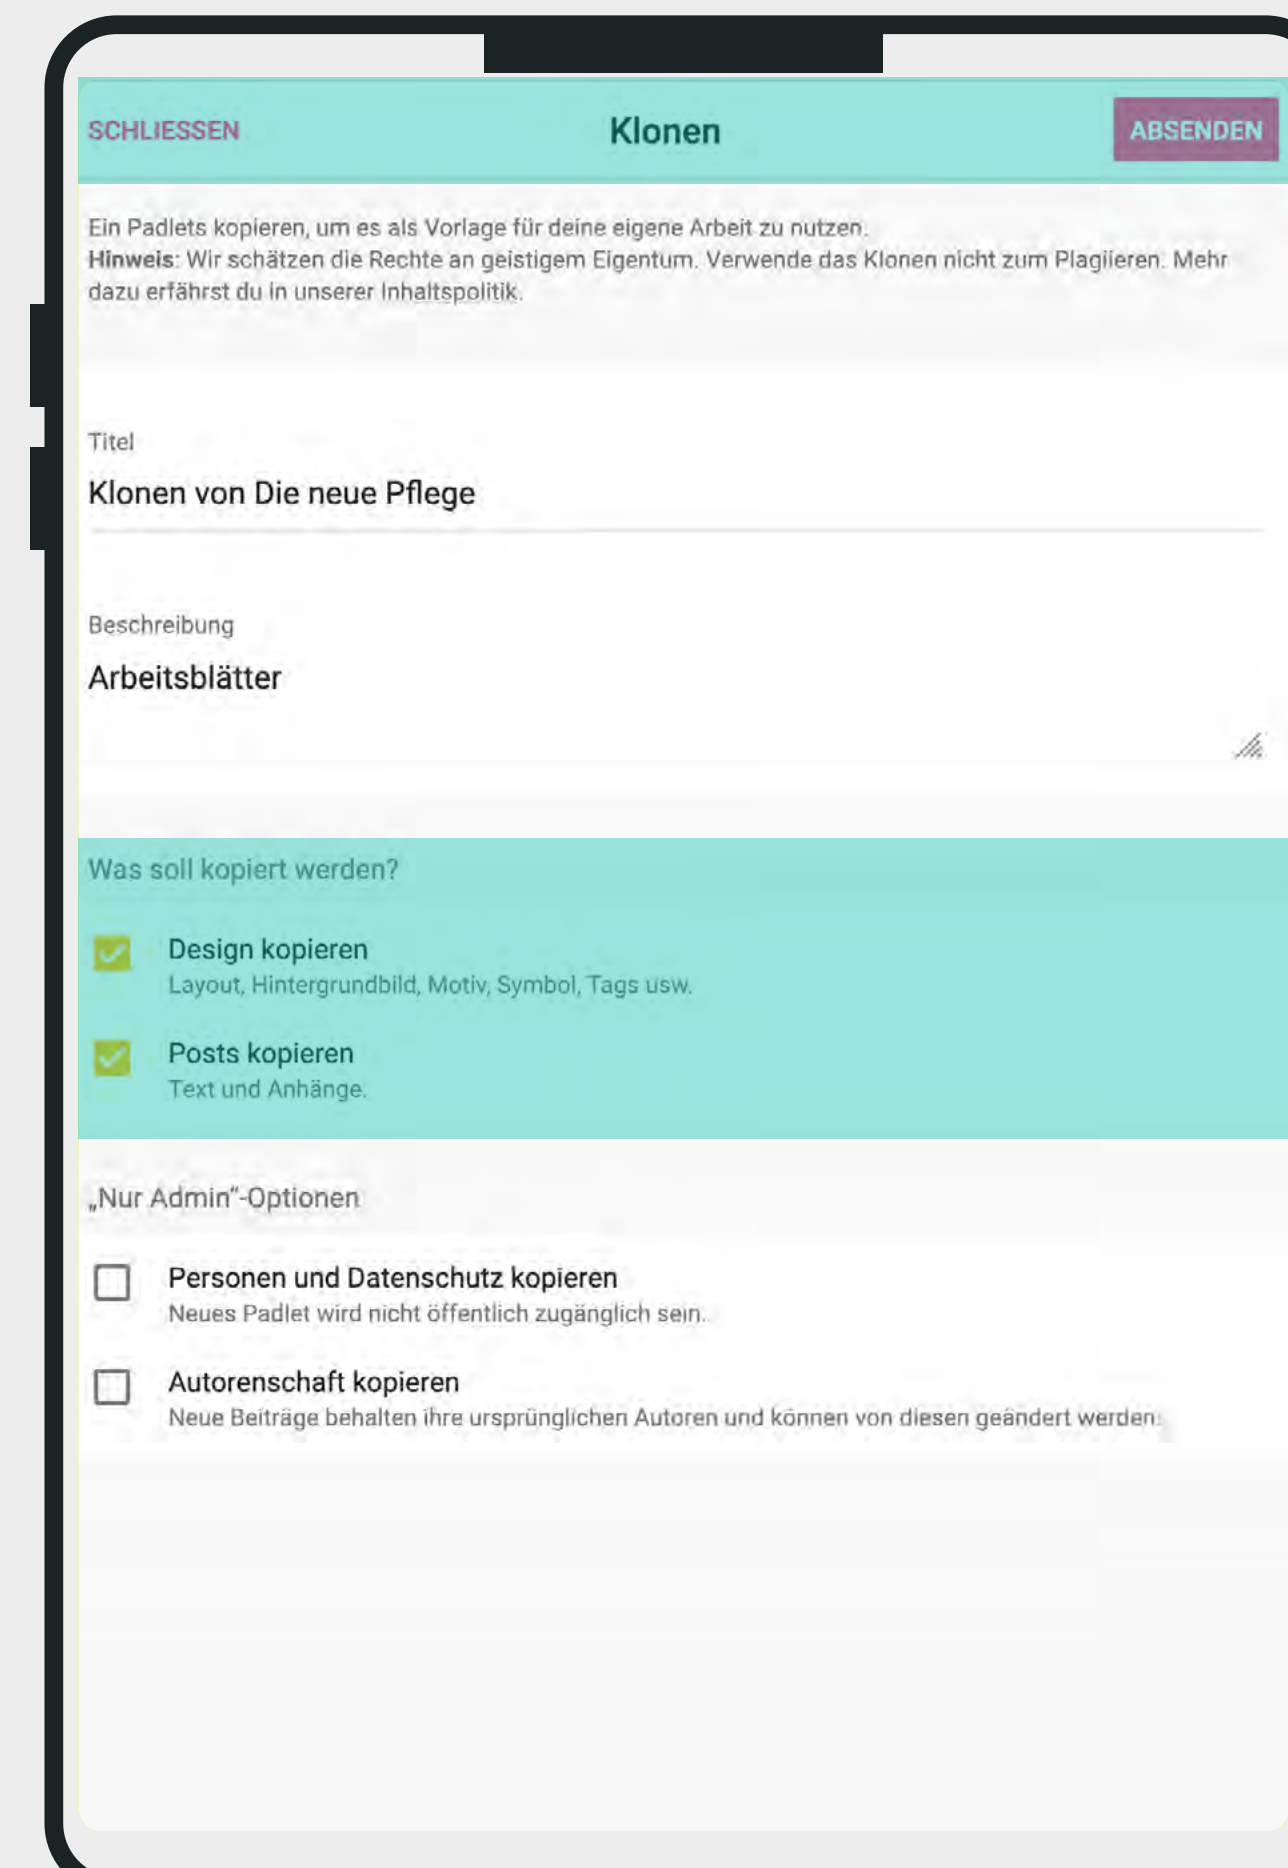 SCHLIESSEN Klonen ABSENDEN
Ein Padlets kopieren, um es als Vorlage für deine eigene Arbeit zu nutzen.
Hinweis: Wir schätzen die Rechte an geistigem Eigentum. Verwende das Klonen nicht zum Plagiieren. Mehr
dazu erfährst du in unserer Inhaltspolitik.
Titel
Klonen von Die neue Pflege
Beschreibung
Arbeitsblätter
Was soll kopiert werden?
Design kopieren
Layout, Hintergrundbild, Motiv, Symbol, Tags usw.
Posts kopieren
Text und Anhänge.
„Nur Admin“-Optionen
Personen und Datenschutz kopieren
Neues Padlet wird nicht öffentlich zugänglich sein.
Autorenschaft kopieren
Neue Beiträge behalten ihre ursprünglichen Autoren und können von diesen geändert werden.